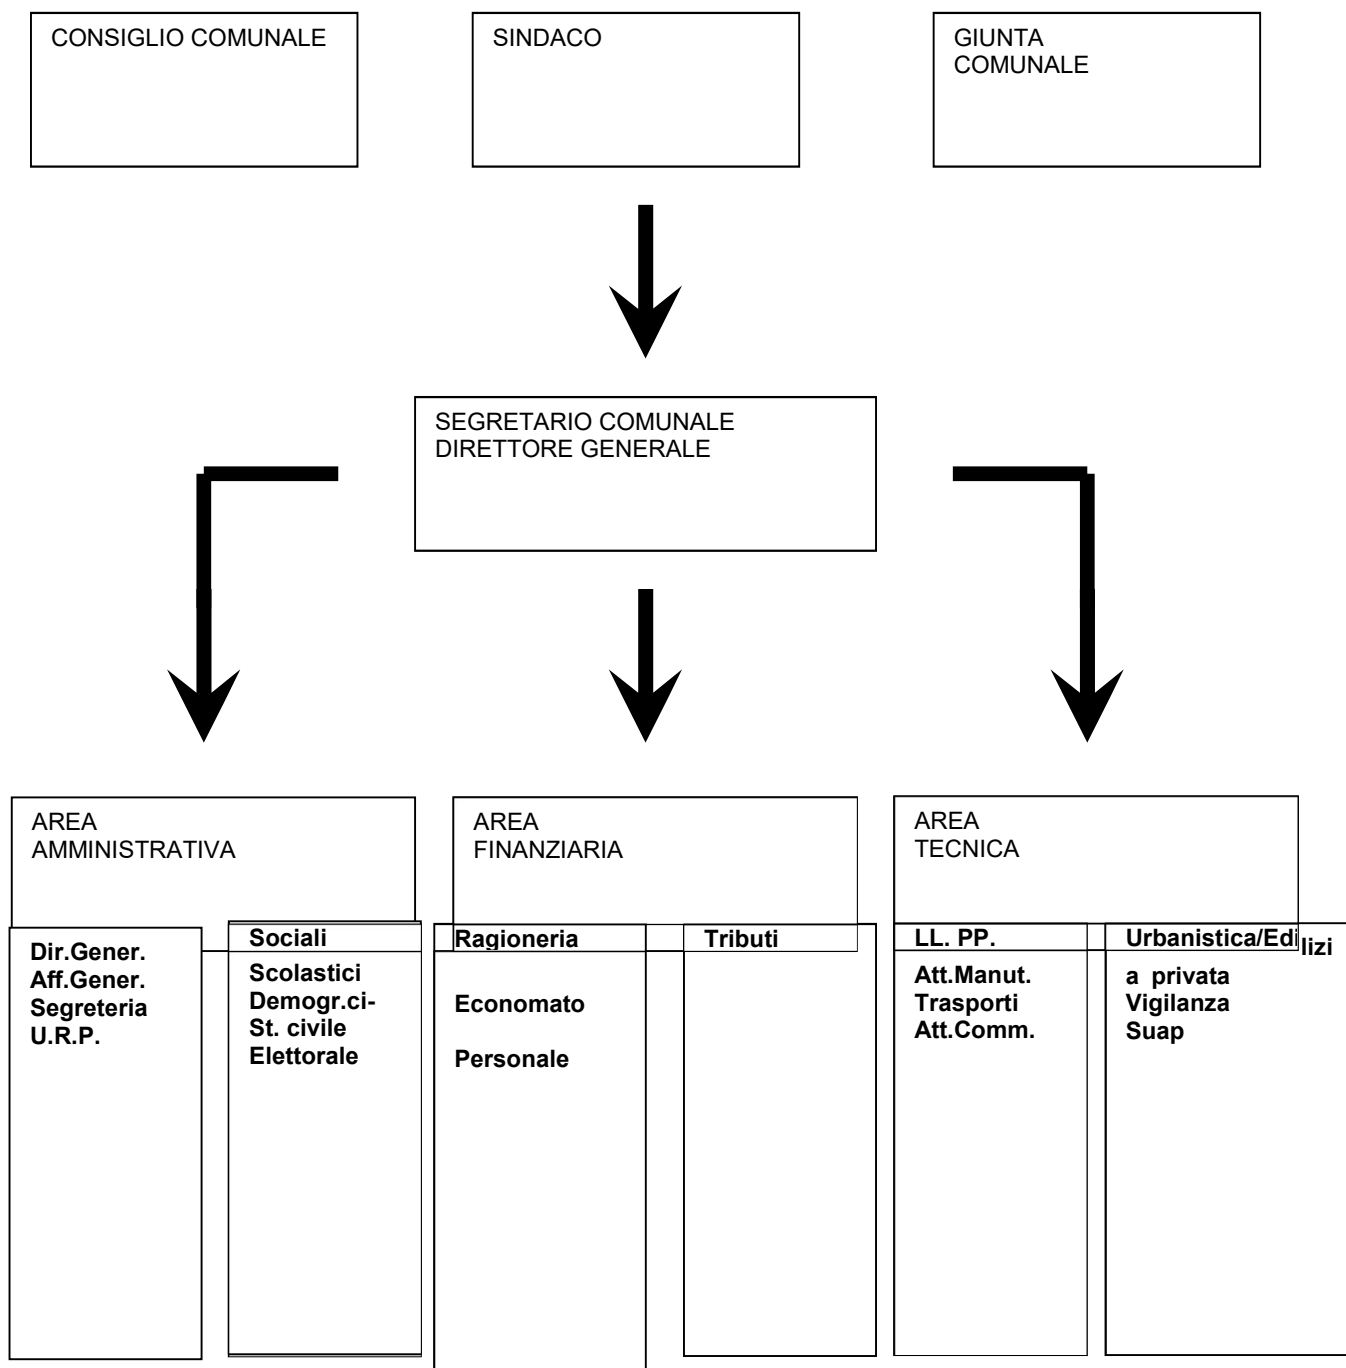 CONSIGLIO COMUNALE
SINDACO
GIUNTA
COMUNALE
SEGRETARIO COMUNALE
DIRETTORE GENERALE
AREA
AMMINISTRATIVA
AREA
FINANZIARIA
AREA
TECNICA
Dir.Gener.
Aff.Gener.
Segreteria
U.R.P.
Sociali
Scolastici
Demogr.ci-
St. civile
Elettorale
Ragioneria
Economato
Personale
Tributi
LL. PP.
Att.Manut.
Trasporti
Att.Comm.
Urbanistica/Edilizi
a privata
Vigilanza
Suap